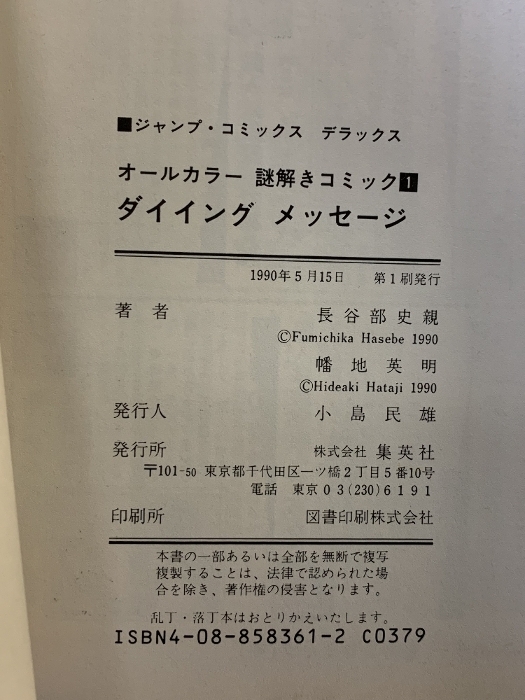 ■ジャンプ・コミックス デラックス
オールカラー 謎解きコミック1
ダイイング メッセージ
1990年5月15日 第1刷発行
著者 長谷部史親
©Fumichika Hasebe 1990
幡地英明
©Hideaki Hataji 1990
発行人 小島民雄
発行所 株式会社 集英社
〒101-50 東京都千代田区一ツ橋2丁目5番10号
電話 東京03(230)6191
印刷所 図書印刷株式会社
本書の一部あるいは全部を無断で複写
複製することは、法律で認められた場
合を除き、著作権の侵害となります。
乱丁・落丁本はおとりかえいたします。
ISBN4-08-858361-2 C0379